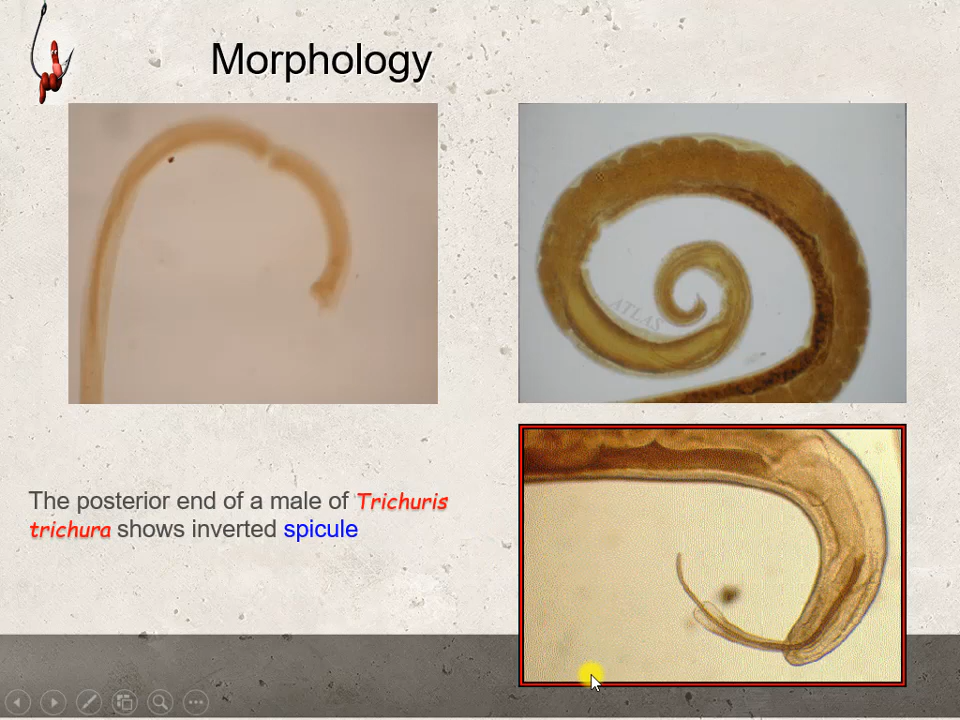 Morphology
ATLAS
The posterior end of a male of Trichuris
trichura shows inverted spicule